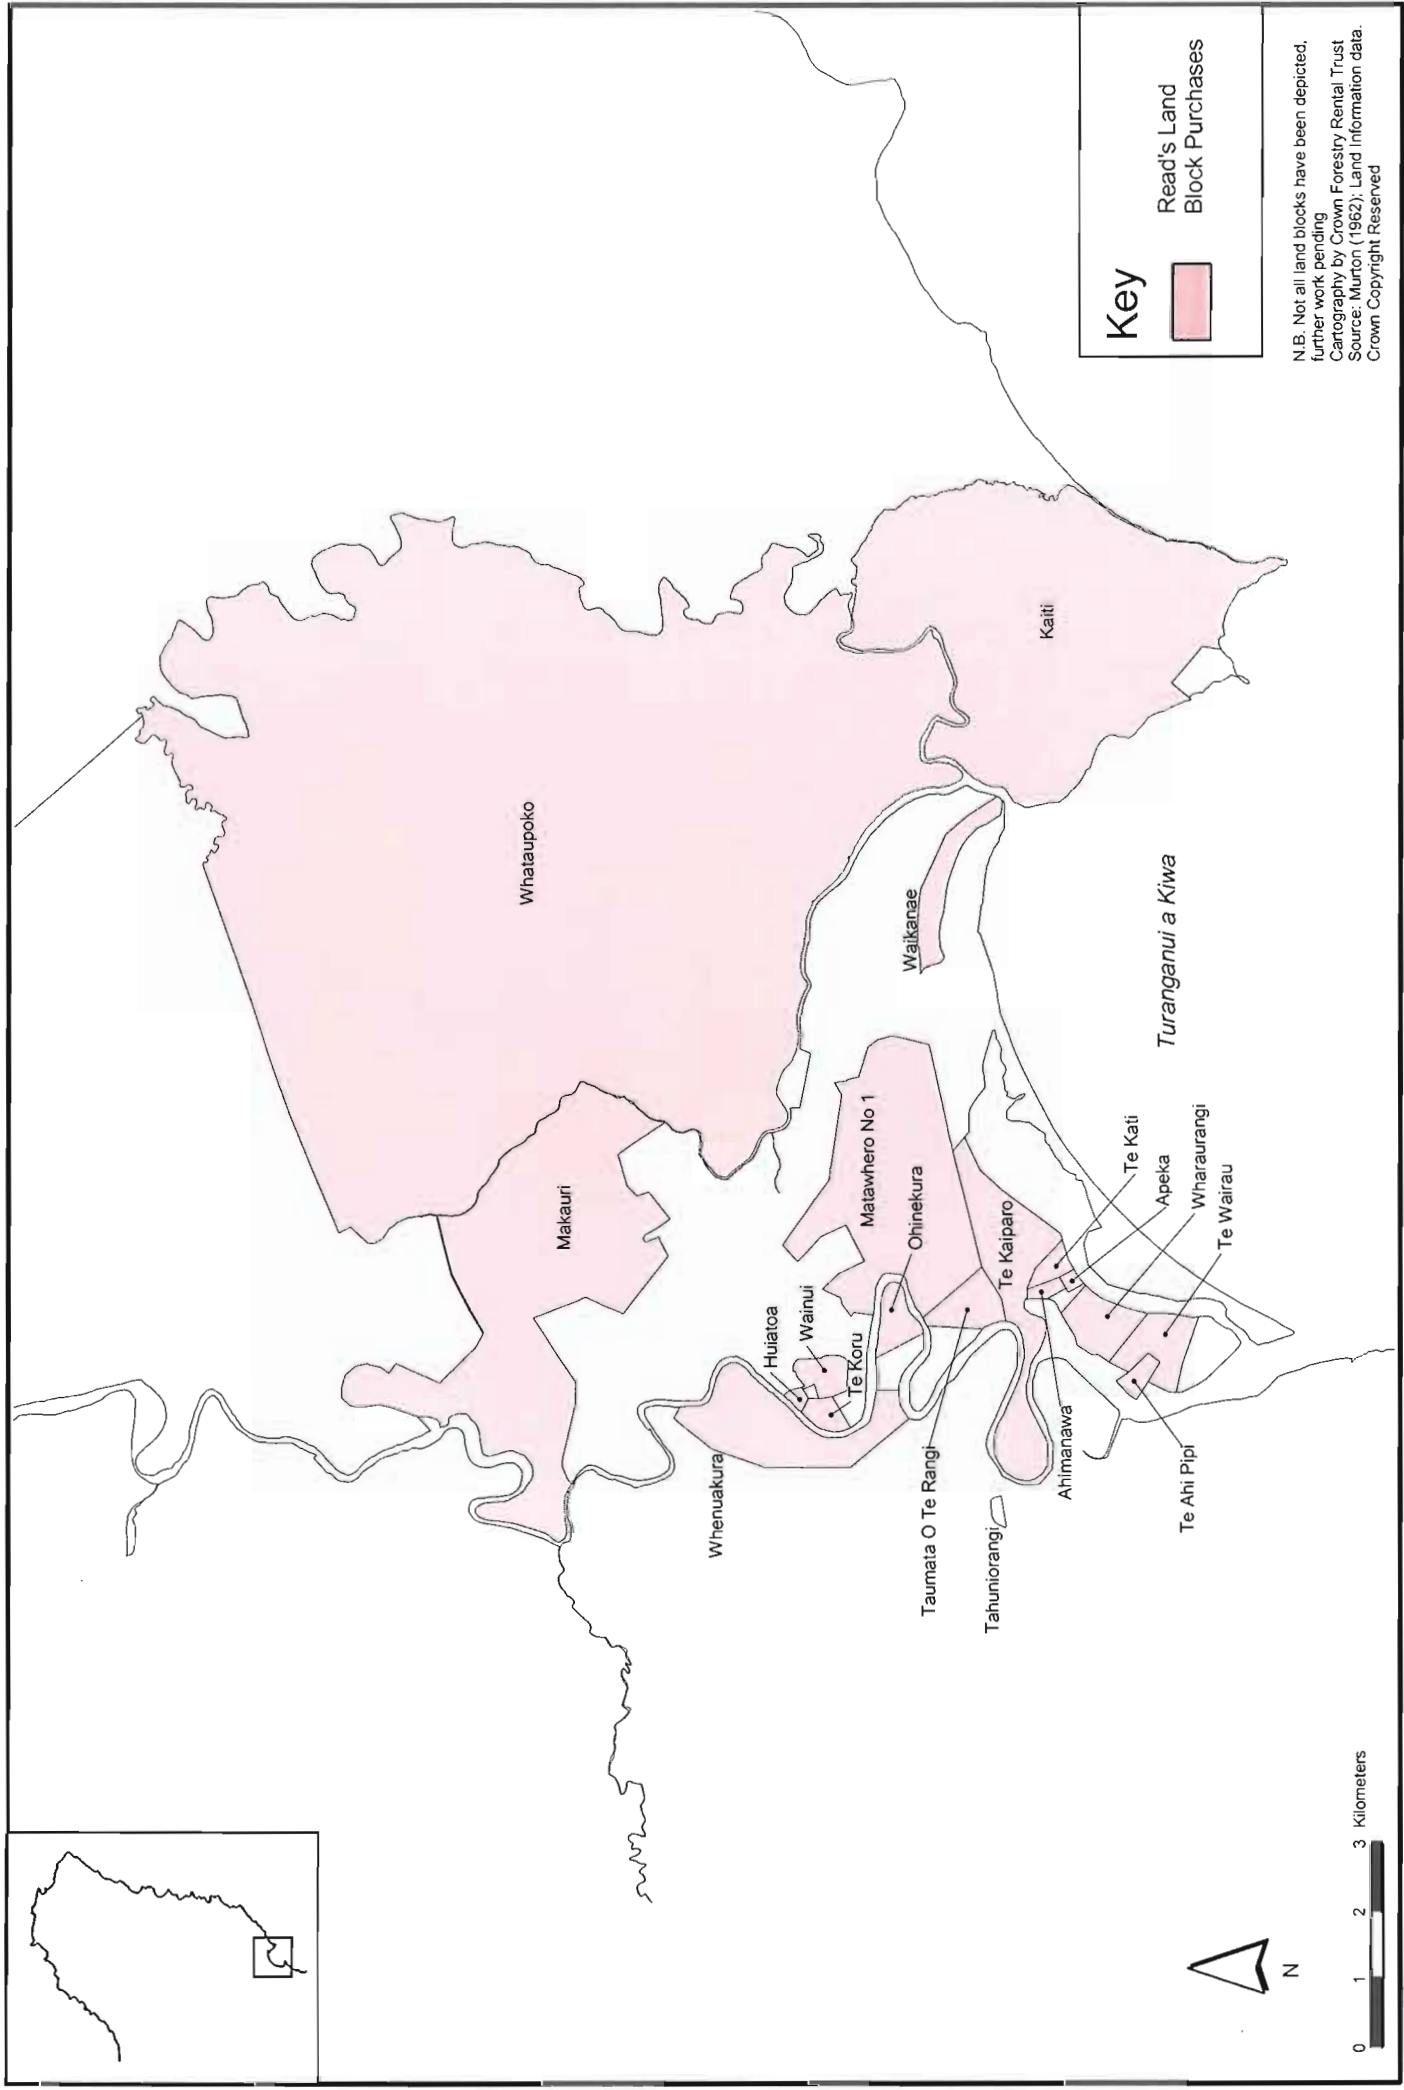 Whataupoko
Makauri
Kaiti
Waikanae
Matawhero No 1
Ohinekura
Huiatoa
Wainui
Te Koru
Whenuakura
Te Kaiparo
Taumata O Te Rangi
Tahuniorangi
Ahimanawa
Te Kati
Apeka
Wharaurangi
Te Wairau
Te Ahi Pipi
Turanganui a Kiwa
Key
Read's Land
Block Purchases
N.B. Not all land blocks have been depicted,
further work pending
Cartography by Crown Forestry Rental Trust
Source: Murton (1962); Land Information data.
Crown Copyright Reserved
N
0 1 2 3 Kilometers